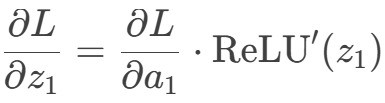 ∂L/∂z₁ = ∂L/∂a₁ · ReLU′(z₁)